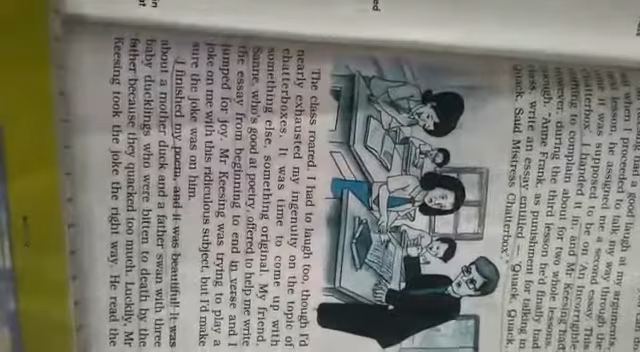 good laugh at my arguments,
and when I proceeded to talk my way through the
next lesson, he assigned me a second essay. This
time it was supposed to be on 'An Incorrigible
Chatterbox'. I handed it in, and Mr Keesing had
nothing to complain about for two whole lessons.
However, during the third lesson he'd finally had
enough. "Anne Frank, as punishment for talking in
class, write an essay entitled — 'Quack, Quack,
Quack, Said Mistress Chatterbox'."
The class roared. I had to laugh too, though I'd
nearly exhausted my ingenuity on the topic of
chatterboxes. It was time to come up with
something else, something original. My friend,
Sanne, who's good at poetry, offered to help me write
the essay from beginning to end in verse and I
jumped for joy. Mr Keesing was trying to play a
joke on me with this ridiculous subject, but I'd make
sure the joke was on him.
I finished my poem, and it was beautiful! It was
about a mother duck and a father swan with three
baby ducklings who were bitten to death by the
father because they quacked too much. Luckily, Mr
Keesing took the joke the right way. He read the